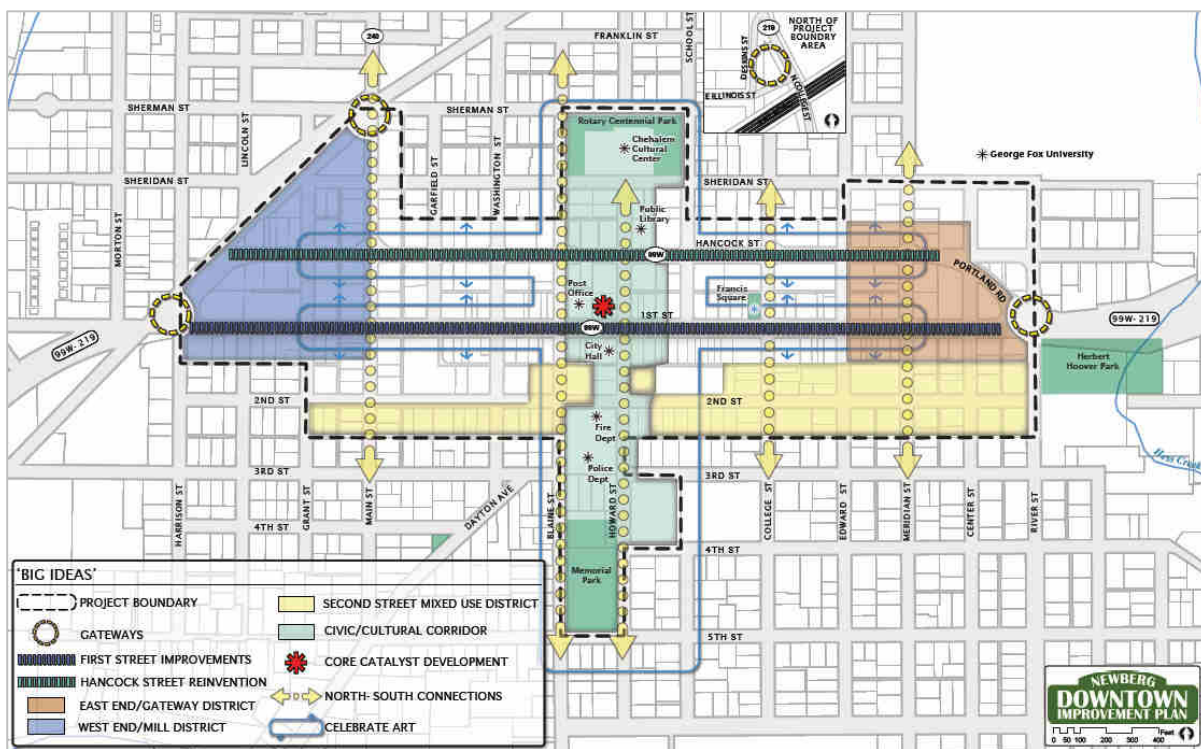 NORTH OF
PROJECT
BOUNDRY
AREA
219
DESKINS ST
N COLLEGE ST
E ILLINOIS ST
240
FRANKLIN ST
SCHOOL ST
SHERMAN ST
SHERMAN ST
LINCOLN ST
GARFIELD ST
WASHINGTON ST
Rotary Centennial Park
Chehalem
Cultural
Center
George Fox University
SHERIDAN ST
SHERIDAN ST
MORTON ST
Public
Library
HANCOCK ST
99W
PORTLAND RD
Post
Office
Francis
Square
1ST ST
99W
99W-219
99W-219
City
Hall
Herbert
Hoover Park
2ND ST
2ND ST
Fire
Dept
Police
Dept
3RD ST
3RD ST
Hess Creek
HARRISON ST
GRANT ST
MAIN ST
DAYTON AVE
BLAINE ST
HOWARD ST
COLLEGE ST
EDWARD ST
MERIDIAN ST
CENTER ST
RIVER ST
4TH ST
4TH ST
Memorial
Park
5TH ST
'BIG IDEAS'
PROJECT BOUNDARY
GATEWAYS
FIRST STREET IMPROVEMENTS
HANCOCK STREET REINVENTION
EAST END/GATEWAY DISTRICT
WEST END/MILL DISTRICT
SECOND STREET MIXED USE DISTRICT
CIVIC/CULTURAL CORRIDOR
CORE CATALYST DEVELOPMENT
NORTH- SOUTH CONNECTIONS
CELEBRATE ART
NEWBERG
DOWNTOWN
IMPROVEMENT PLAN
Feet
0 50 100 200 300 400